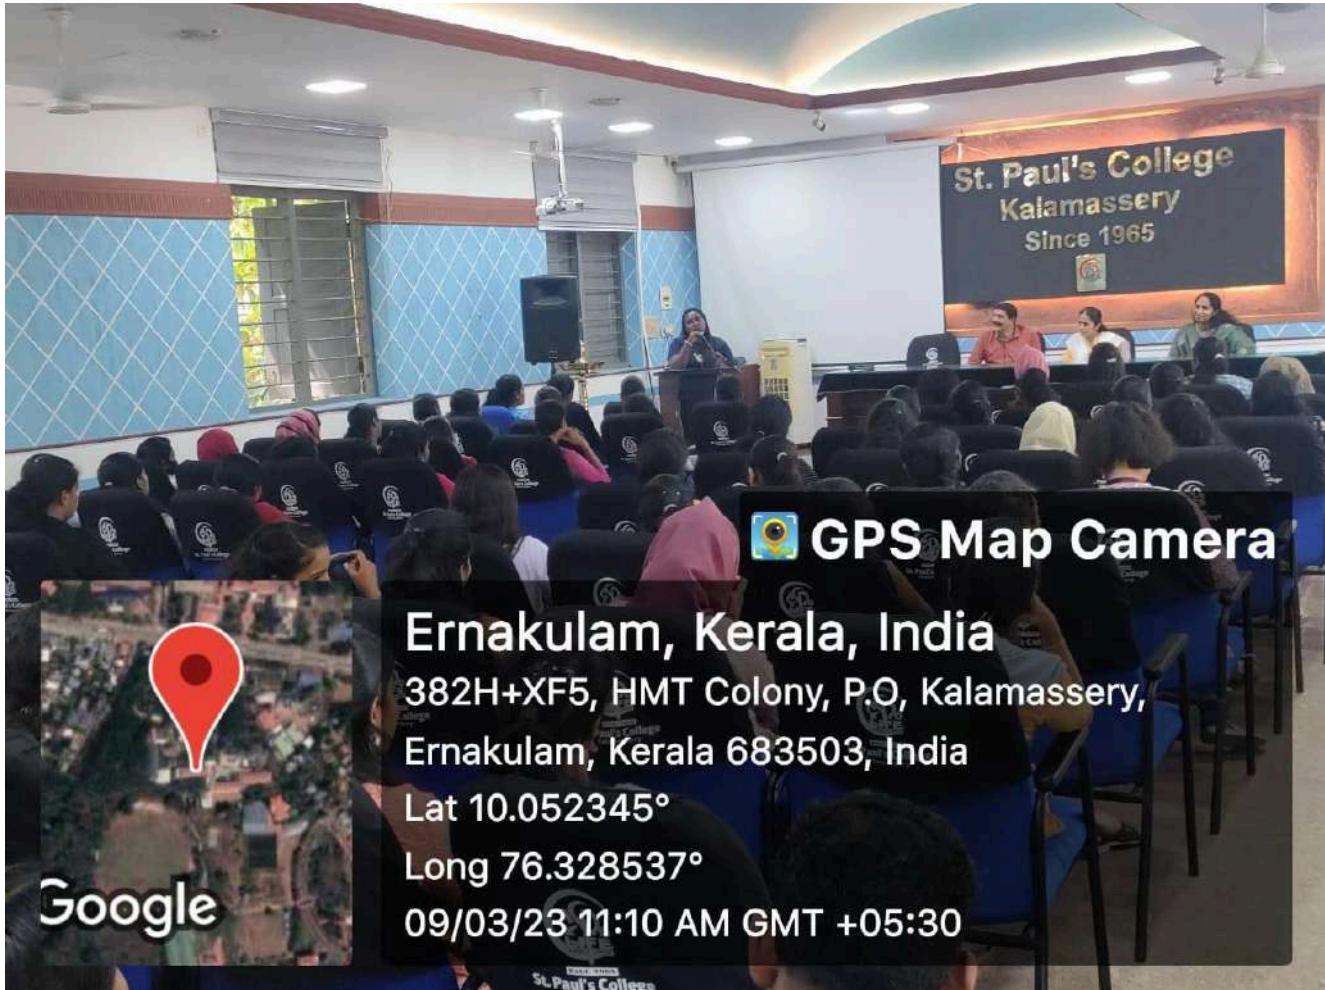 St. Paul's College
Kalamassery
Since 1965
GPS Map Camera
Ernakulam, Kerala, India
382H+XF5, HMT Colony, P.O, Kalamassery,
Ernakulam, Kerala 683503, India
Lat 10.052345°
Long 76.328537°
09/03/23 11:10 AM GMT +05:30
Google
St. Paul's College